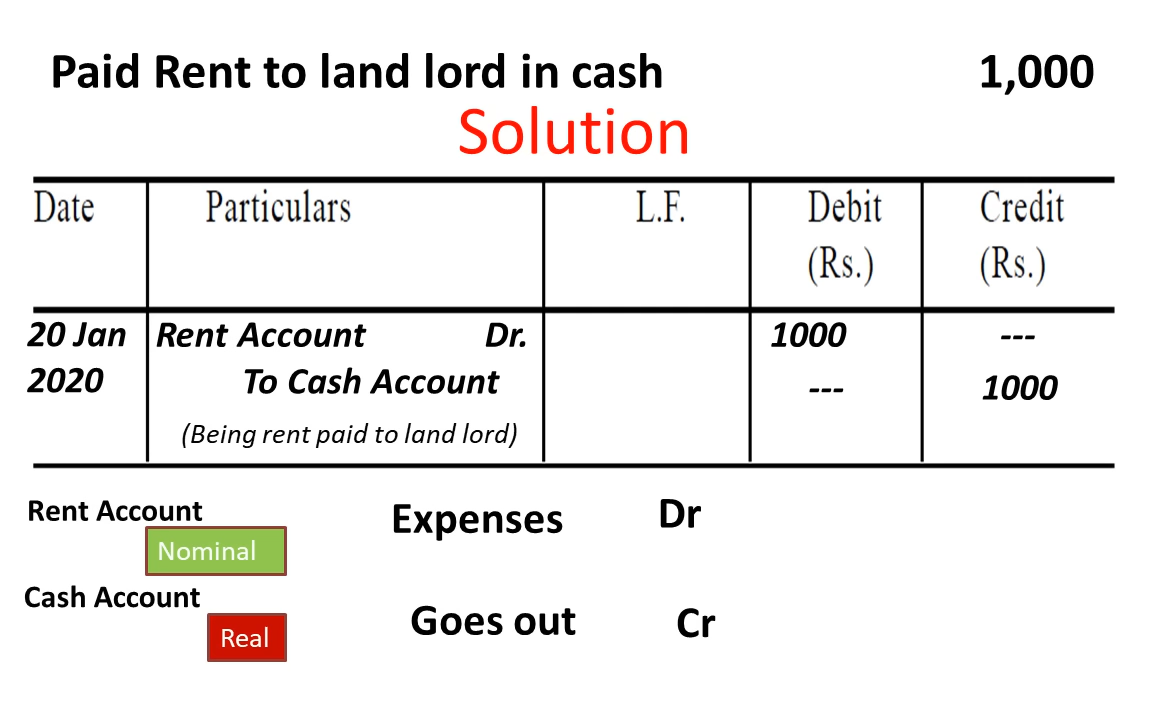 Paid Rent to land lord in cash 1,000
Solution
Date Particulars L.F. Debit Credit
(Rs.) (Rs.)
20 Jan Rent Account Dr. 1000 ---
2020 To Cash Account --- 1000
(Being rent paid to land lord)
Rent Account Expenses Dr
Nominal
Cash Account
Goes out Cr
Real